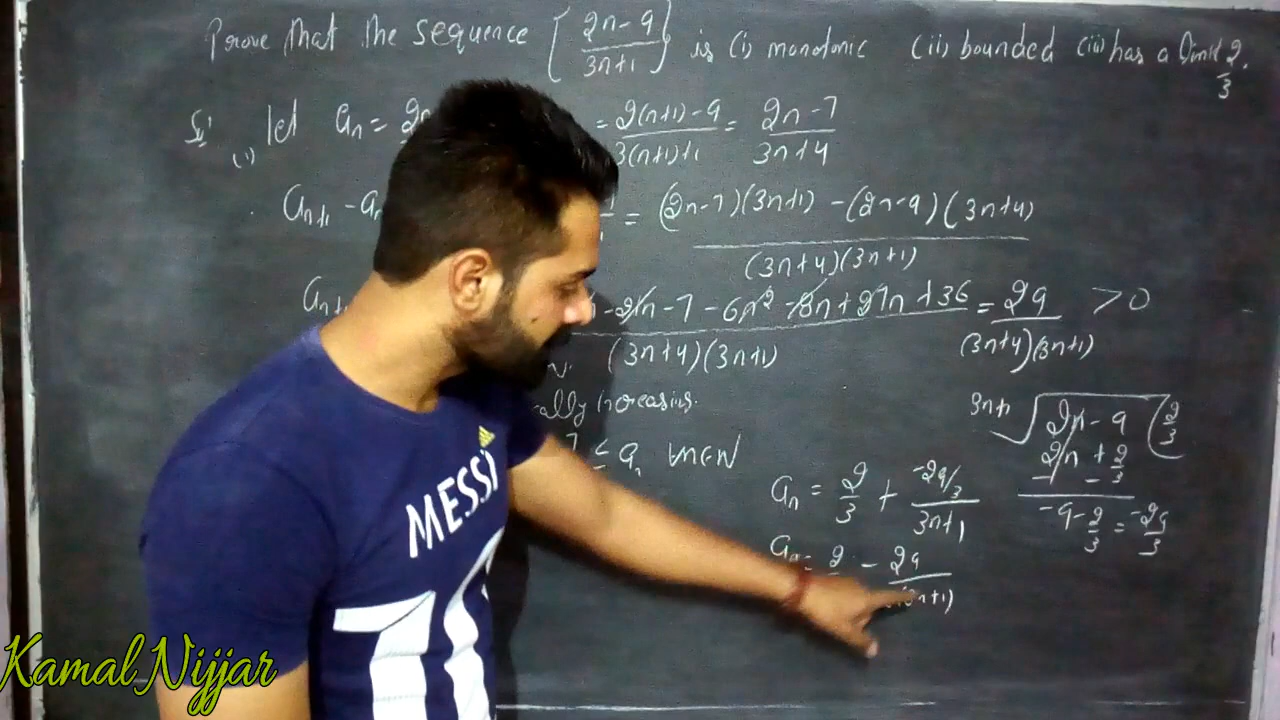 Prove that the sequence { 2n-9 / 3n+1 } is (i) monotonic (ii) bounded (iii) has a limit 2/3.
(i) let an = 2n = 2(n+1)-9 / 3(n+1)+1 = 2n-7 / 3n+4
an+1 - an = (2n-7)(3n+1) - (2n-9)(3n+4) / (3n+4)(3n+1)
an+ - 21n - 7 - 6n² - 8n + 27n + 36 / (3n+4)(3n+1) = 29 / (3n+4)(3n+1) > 0
cally increasing.
≤ an ∀ n∈N
3n+1 √ 2n - 9 ( 2/3
2n + 2/3
- -
-9 - 2/3 = -29/3
an = 2/3 + -29/3 / 3n+1
an = 2 - 29 / (3n+1)
MESSI
10
Kamal Nijjar